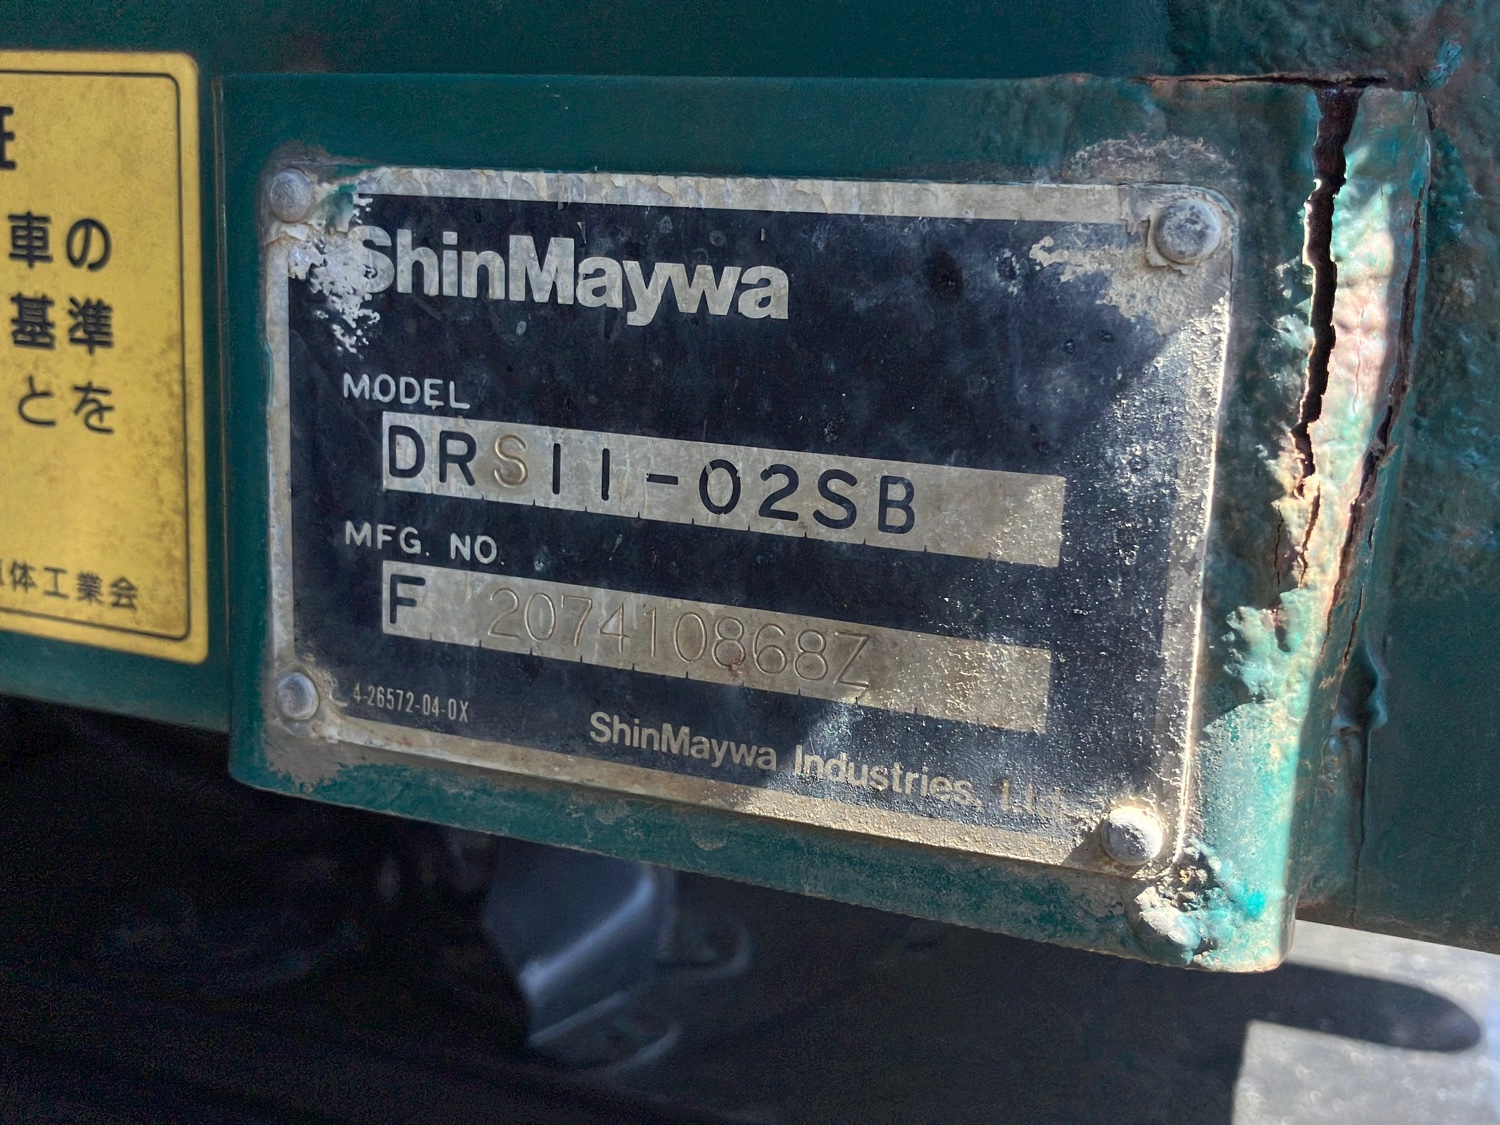 証
車の
基準
とを
体工業会
ShinMaywa
MODEL
DRS11-02SB
MFG. NO.
F 207410868Z
4-26572-04-0X
ShinMaywa Industries, Ltd.